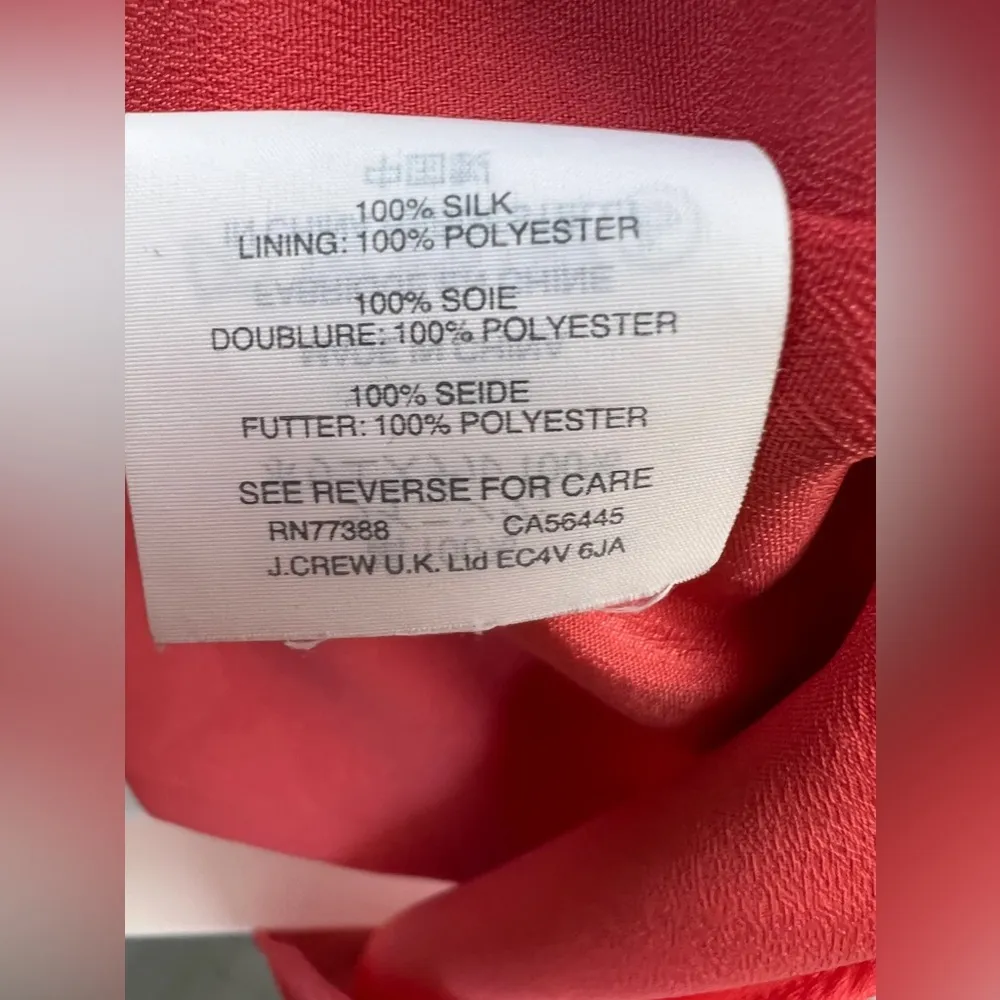 100% SILK
LINING: 100% POLYESTER
100% SOIE
DOUBLURE: 100% POLYESTER
100% SEIDE
FUTTER: 100% POLYESTER
SEE REVERSE FOR CARE
RN77388 CA56445
J.CREW U.K. Ltd EC4V 6JA